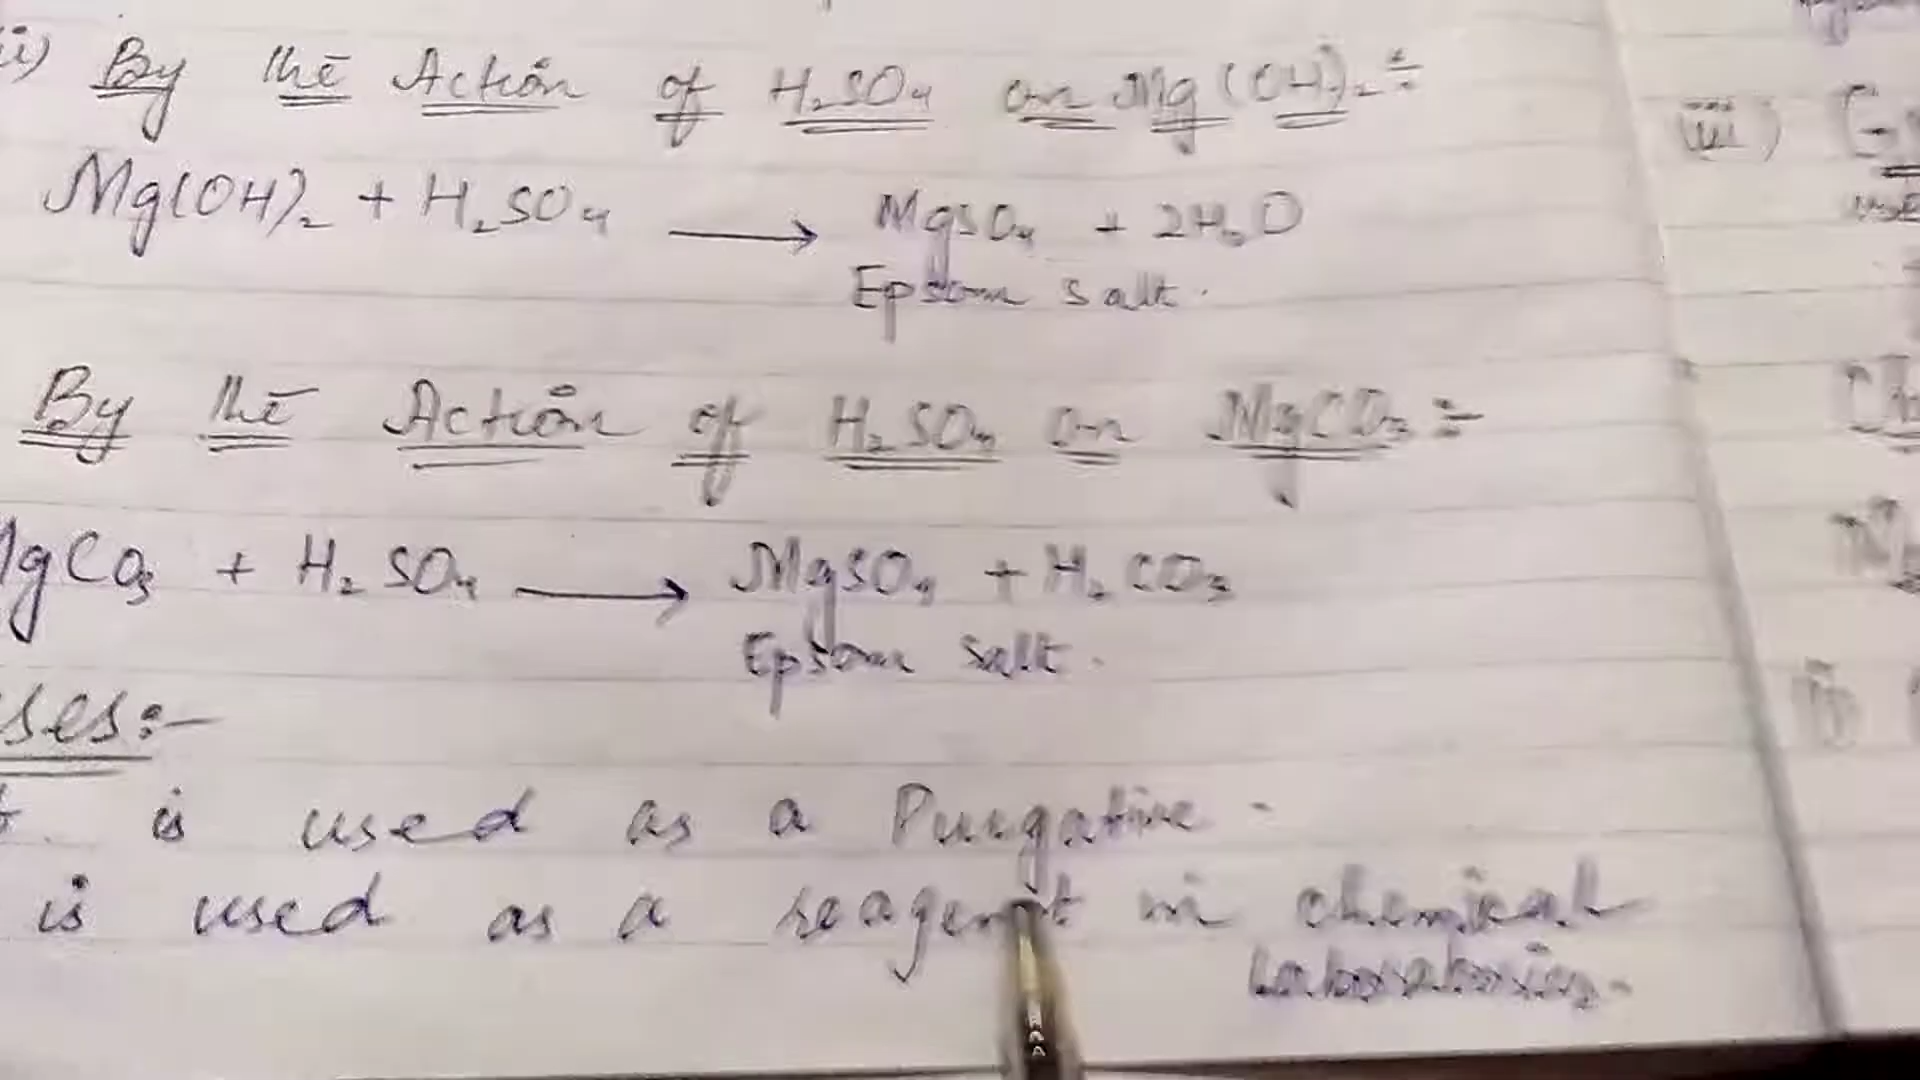 ii) By the Action of H₂SO₄ on Mg(OH)₂:-
Mg(OH)₂ + H₂SO₄ ⟶ MgSO₄ + 2H₂O
Epsom salt.
By the Action of H₂SO₄ on MgCO₃:-
MgCO₃ + H₂SO₄ ⟶ MgSO₄ + H₂CO₃
Epsom salt.
ses:-
is used as a Purgative.
is used as a reagent in chemical
Laboratories.
(iii)